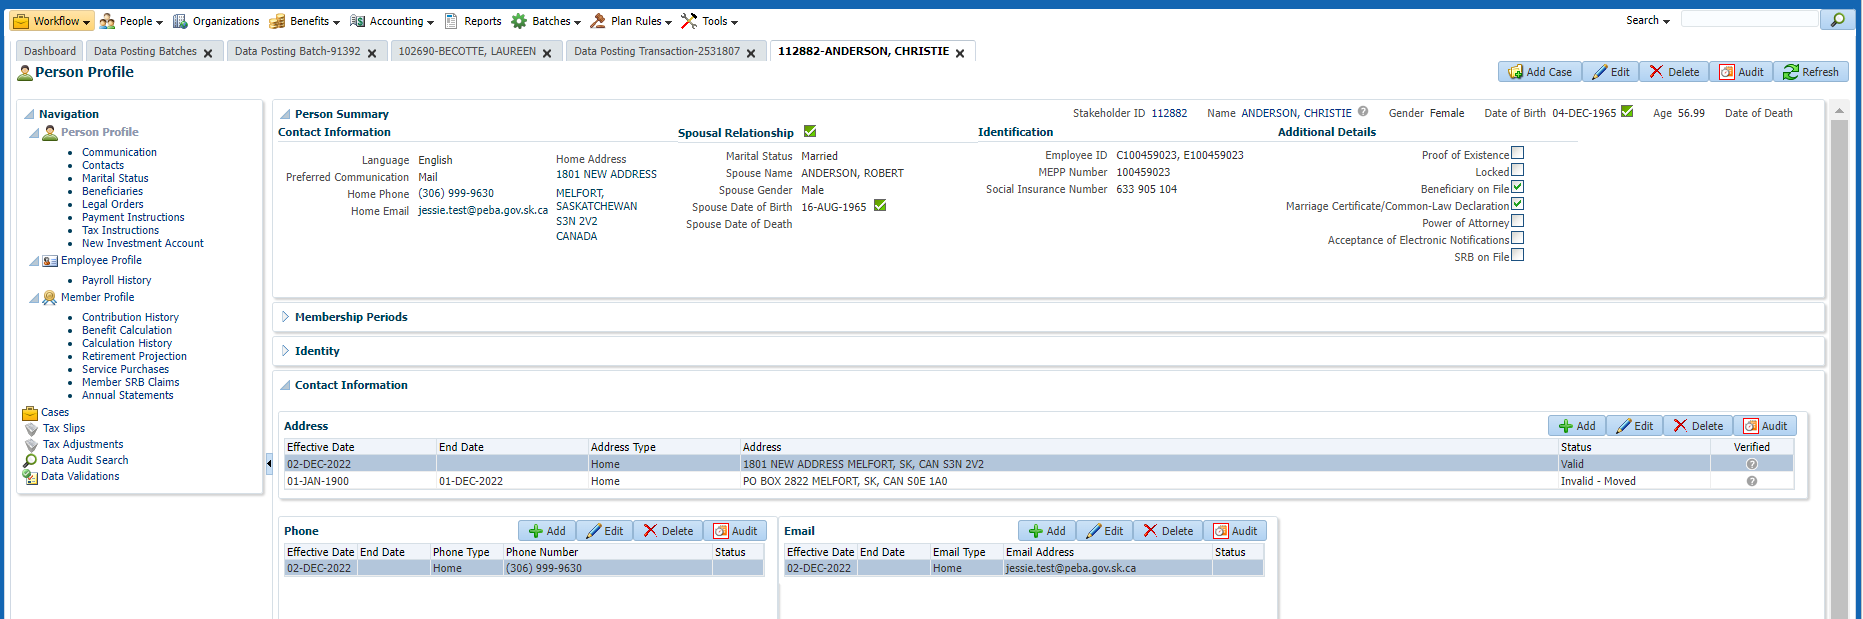 Workflow People Organizations Benefits Accounting Reports Batches Plan Rules Tools Search
Dashboard Data Posting Batches Data Posting Batch-91392 102690-BECOTTE, LAUREEN Data Posting Transaction-2531807 112882-ANDERSON, CHRISTIE
Person Profile Add Case Edit Delete Audit Refresh
Navigation
Person Profile
Communication
Contacts
Marital Status
Beneficiaries
Legal Orders
Payment Instructions
Tax Instructions
New Investment Account
Employee Profile
Payroll History
Member Profile
Contribution History
Benefit Calculation
Calculation History
Retirement Projection
Service Purchases
Member SRB Claims
Annual Statements
Cases
Tax Slips
Tax Adjustments
Data Audit Search
Data Validations
Person Summary Stakeholder ID 112882 Name ANDERSON, CHRISTIE Gender Female Date of Birth 04-DEC-1965 Age 56.99 Date of Death
Contact Information
Language English
Preferred Communication Mail
Home Phone (306) 999-9630
Home Email jessie.test@peba.gov.sk.ca
Home Address
1801 NEW ADDRESS
MELFORT,
SASKATCHEWAN
S3N 2V2
CANADA
Spousal Relationship
Marital Status Married
Spouse Name ANDERSON, ROBERT
Spouse Gender Male
Spouse Date of Birth 16-AUG-1965
Spouse Date of Death
Identification
Employee ID C100459023, E100459023
MEPP Number 100459023
Social Insurance Number 633 905 104
Additional Details
Proof of Existence
Locked
Beneficiary on File
Marriage Certificate/Common-Law Declaration
Power of Attorney
Acceptance of Electronic Notifications
SRB on File
Membership Periods
Identity
Contact Information
Address Add Edit Delete Audit
Effective Date End Date Address Type Address Status Verified
02-DEC-2022 Home 1801 NEW ADDRESS MELFORT, SK, CAN S3N 2V2 Valid
01-JAN-1900 01-DEC-2022 Home PO BOX 2822 MELFORT, SK, CAN S0E 1A0 Invalid - Moved
Phone Add Edit Delete Audit
Effective Date End Date Phone Type Phone Number Status
02-DEC-2022 Home (306) 999-9630
Email Add Edit Delete Audit
Effective Date End Date Email Type Email Address Status
02-DEC-2022 Home jessie.test@peba.gov.sk.ca